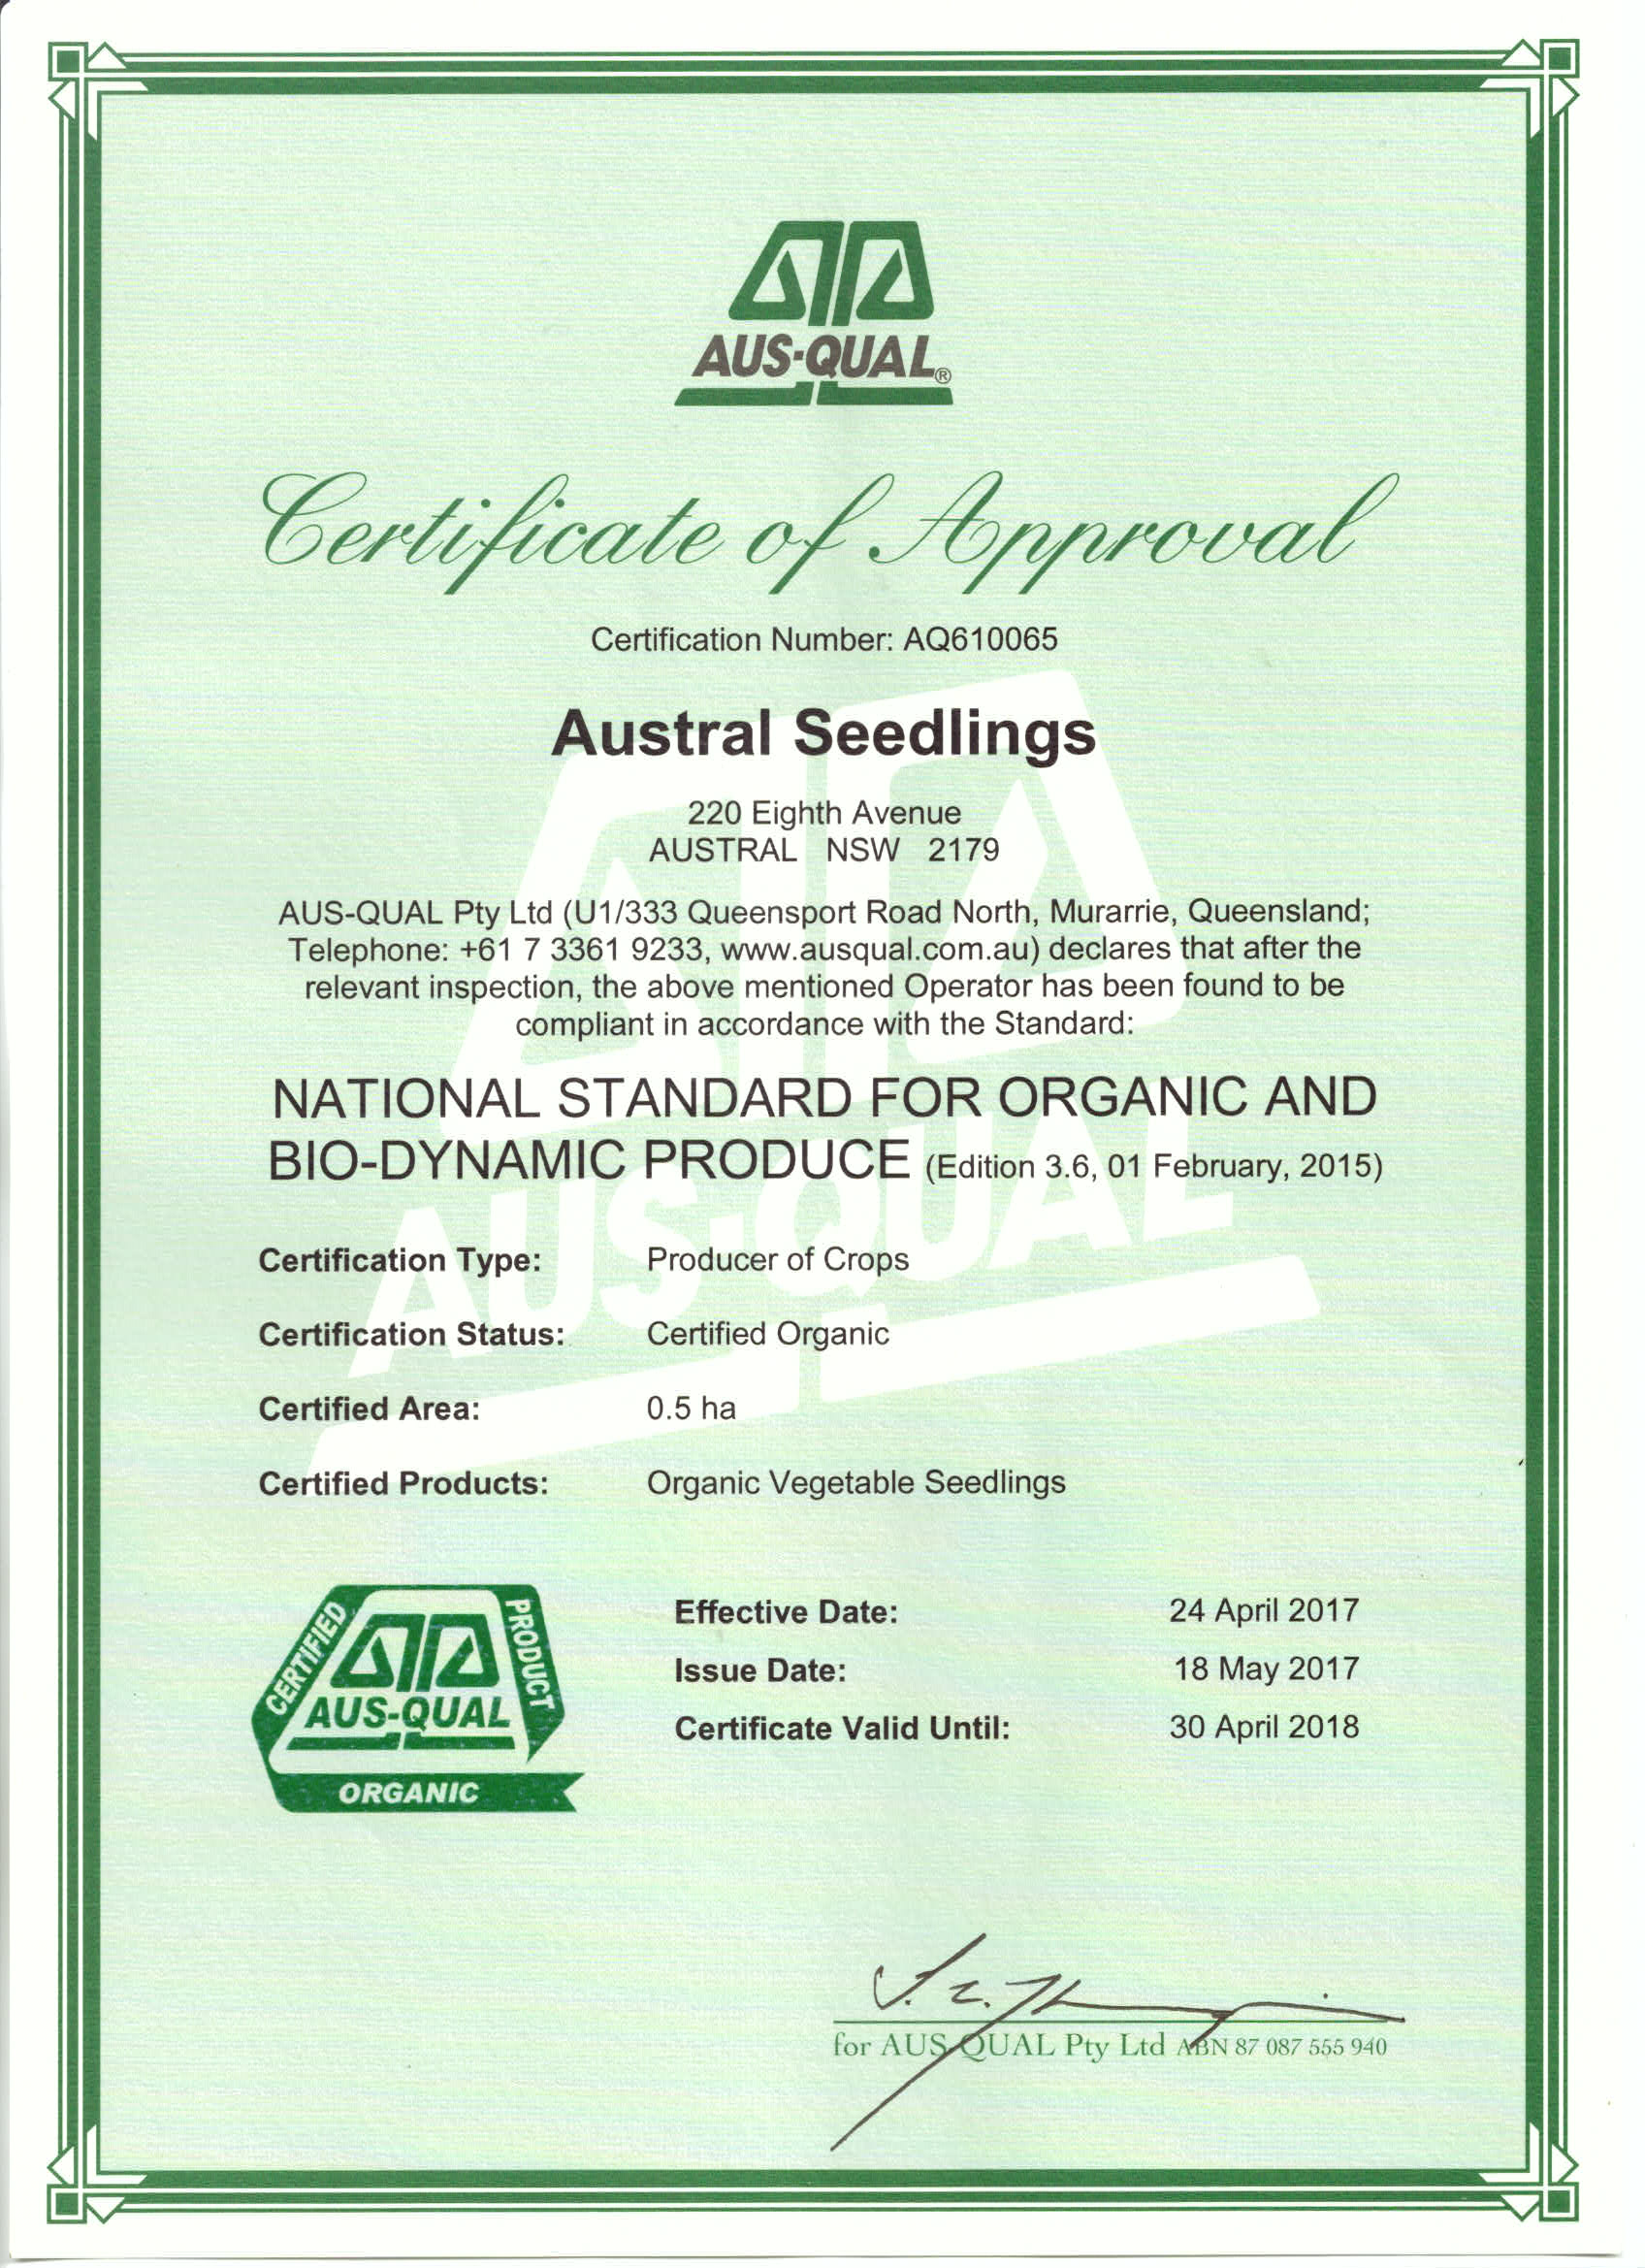 AUS-QUAL®
Certificate of Approval
Certification Number: AQ610065
Austral Seedlings
220 Eighth Avenue
AUSTRAL NSW 2179
AUS-QUAL Pty Ltd (U1/333 Queensport Road North, Murarrie, Queensland;
Telephone: +61 7 3361 9233, www.ausqual.com.au) declares that after the
relevant inspection, the above mentioned Operator has been found to be
compliant in accordance with the Standard:
NATIONAL STANDARD FOR ORGANIC AND
BIO-DYNAMIC PRODUCE (Edition 3.6, 01 February, 2015)
AUS-QUAL
Certification Type: Producer of Crops
Certification Status: Certified Organic
Certified Area: 0.5 ha
Certified Products: Organic Vegetable Seedlings
CERTIFIED
PRODUCT
AUS-QUAL
ORGANIC
Effective Date: 24 April 2017
Issue Date: 18 May 2017
Certificate Valid Until: 30 April 2018
for AUS-QUAL Pty Ltd ABN 87 087 555 940